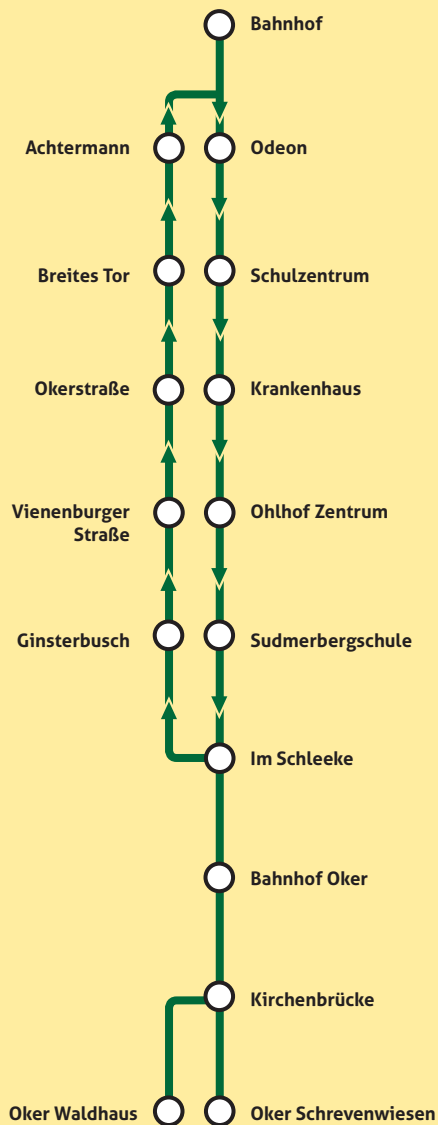 Bahnhof
Achtermann
Odeon
Breites Tor
Schulzentrum
Okerstraße
Krankenhaus
Vienenburger
Straße
Ohlhof Zentrum
Ginsterbusch
Sudmerbergschule
Im Schleeke
Bahnhof Oker
Kirchenbrücke
Oker Waldhaus
Oker Schrevenwiesen